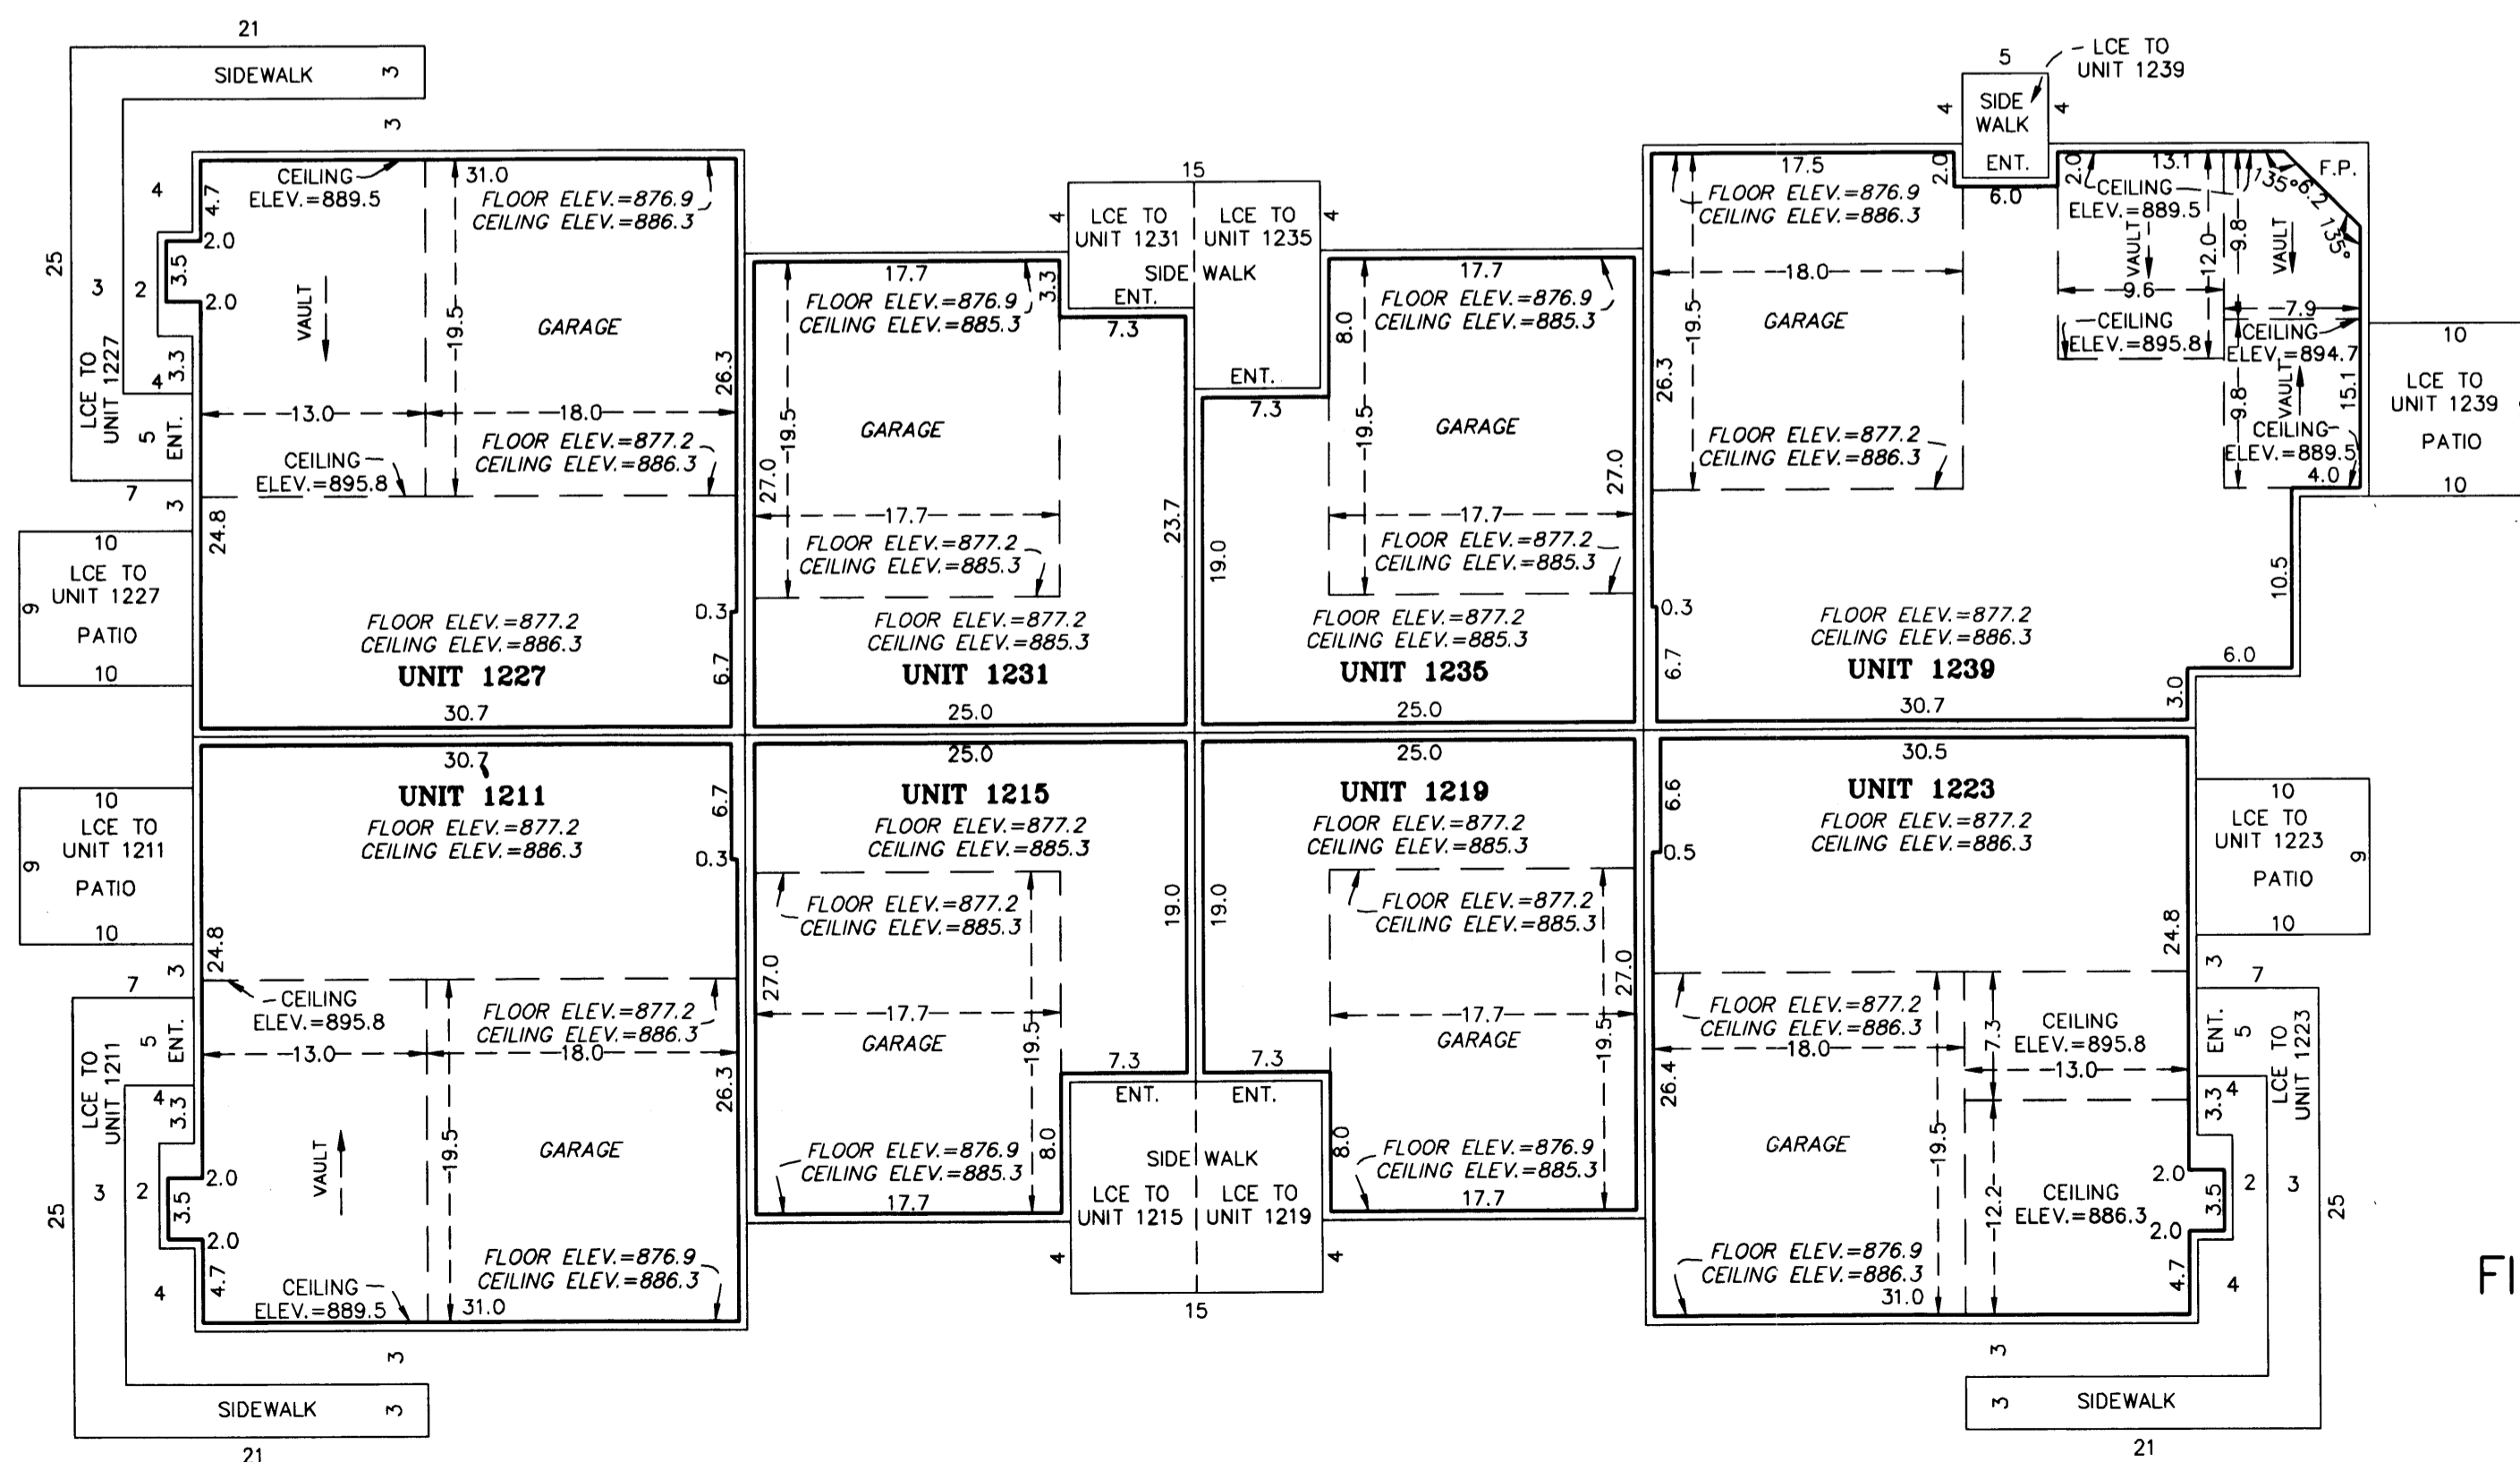 21
SIDEWALK 3
3
25
4
3
2
4
LCE TO
UNIT 1227
5
ENT.
7
3
4.7
2.0
3.5
2.0
3.3
CEILING
ELEV.=889.5
31.0
FLOOR ELEV.=876.9
CEILING ELEV.=886.3
VAULT
19.5
GARAGE
26.3
13.0
18.0
CEILING
ELEV.=895.8
FLOOR ELEV.=877.2
CEILING ELEV.=886.3
24.8
10
LCE TO
UNIT 1227
9
PATIO
10
0.3
FLOOR ELEV.=877.2
CEILING ELEV.=886.3
6.7
UNIT 1227
30.7
15
4
LCE TO
UNIT 1231
LCE TO
UNIT 1235
4
SIDE WALK
ENT.
ENT.
17.7
3.3
FLOOR ELEV.=876.9
CEILING ELEV.=885.3
7.3
19.5
GARAGE
27.0
23.7
17.7
FLOOR ELEV.=877.2
CEILING ELEV.=885.3
FLOOR ELEV.=877.2
CEILING ELEV.=885.3
UNIT 1231
25.0
17.7
FLOOR ELEV.=876.9
CEILING ELEV.=885.3
8.0
7.3
19.5
GARAGE
27.0
19.0
17.7
FLOOR ELEV.=877.2
CEILING ELEV.=885.3
FLOOR ELEV.=877.2
CEILING ELEV.=885.3
UNIT 1235
25.0
5
LCE TO
UNIT 1239
4
SIDE
WALK
4
ENT.
17.5
2.0
6.0
2.0
13.1
FLOOR ELEV.=876.9
CEILING ELEV.=886.3
CEILING
ELEV.=889.5
135°
6.2
135°
F.P.
18.0
VAULT
12.0
9.8
VAULT
9.6
7.9
19.5
GARAGE
26.3
CEILING
ELEV.=895.8
CEILING
ELEV.=894.7
9.8
VAULT
15.1
FLOOR ELEV.=877.2
CEILING ELEV.=886.3
CEILING
ELEV.=889.5
4.0
10
LCE TO
UNIT 1239
PATIO
10
10.5
0.3
FLOOR ELEV.=877.2
CEILING ELEV.=886.3
6.7
UNIT 1239
6.0
3.0
30.7
30.7
UNIT 1211
FLOOR ELEV.=877.2
CEILING ELEV.=886.3
6.7
0.3
10
LCE TO
UNIT 1211
9
PATIO
10
24.8
3
7
CEILING
ELEV.=895.8
FLOOR ELEV.=877.2
CEILING ELEV.=886.3
13.0
18.0
LCE TO
UNIT 1211
5
ENT.
4
3.3
26.3
VAULT
19.5
GARAGE
2.0
3.5
2.0
3
2
25
4.7
4
CEILING
ELEV.=889.5
FLOOR ELEV.=876.9
CEILING ELEV.=886.3
31.0
3
SIDEWALK 3
21
25.0
UNIT 1215
FLOOR ELEV.=877.2
CEILING ELEV.=885.3
FLOOR ELEV.=877.2
CEILING ELEV.=885.3
19.0
27.0
17.7
GARAGE
19.5
7.3
8.0
FLOOR ELEV.=876.9
CEILING ELEV.=885.3
17.7
25.0
UNIT 1219
FLOOR ELEV.=877.2
CEILING ELEV.=885.3
FLOOR ELEV.=877.2
CEILING ELEV.=885.3
19.0
27.0
17.7
GARAGE
19.5
7.3
8.0
FLOOR ELEV.=876.9
CEILING ELEV.=885.3
17.7
ENT.
ENT.
SIDE WALK
LCE TO
UNIT 1215
LCE TO
UNIT 1219
4
4
15
30.5
UNIT 1223
6.6
FLOOR ELEV.=877.2
CEILING ELEV.=886.3
0.5
10
LCE TO
UNIT 1223
9
PATIO
10
24.8
3
7
FLOOR ELEV.=877.2
CEILING ELEV.=886.3
18.0
7.3
CEILING
ELEV.=895.8
13.0
ENT.
5
LCE TO
UNIT 1223
26.4
3.3
4
GARAGE
19.5
12.2
CEILING
ELEV.=886.3
2.0
3.5
2.0
2
3
25
FLOOR ELEV.=876.9
CEILING ELEV.=886.3
31.0
4.7
4
3
3 SIDEWALK
21
FI